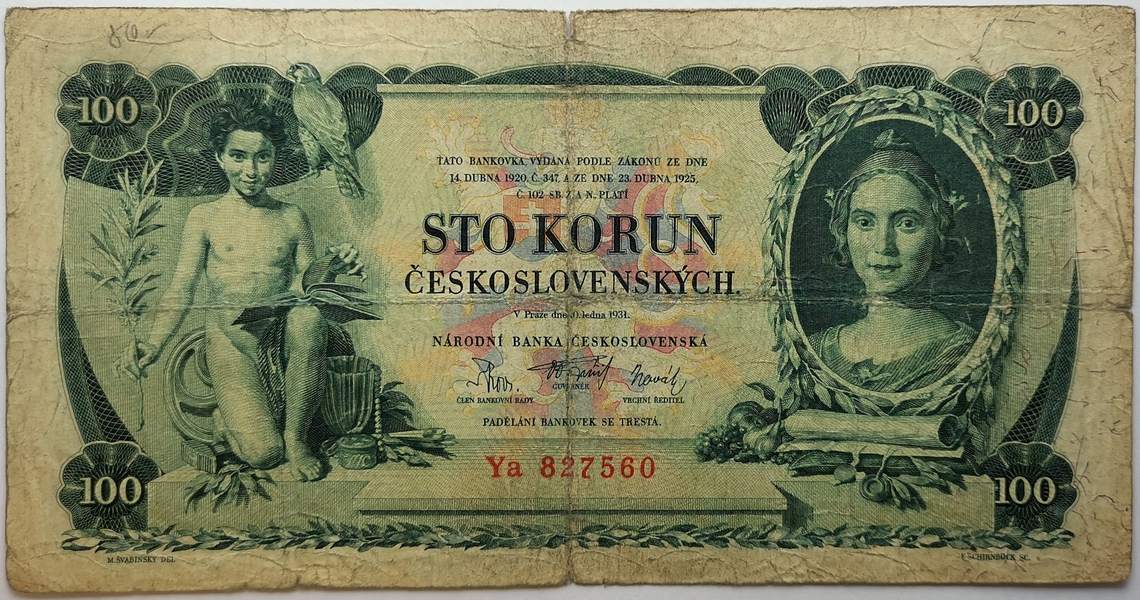 100
100
TATO BANKOVKA, VYDANÁ PODLE ZÁKONŮ ZE DNE
14. DUBNA 1920, Č. 347, A ZE DNE 23. DUBNA 1925,
Č. 102 SB. Z. A N., PLATÍ
STO KORUN
ČESKOSLOVENSKÝCH.
V Praze dne 10. ledna 1931.
NÁRODNÍ BANKA ČESKOSLOVENSKÁ
Novák
ČLEN BANKOVNÍ RADY.
GUVERNÉR
VRCHNÍ ŘEDITEL
PADĚLÁNÍ BANKOVEK SE TRESTÁ.
Ya 827560
100
100
M. ŠVABINSKÝ DEL.
F. SCHIRNBÖCK SC.